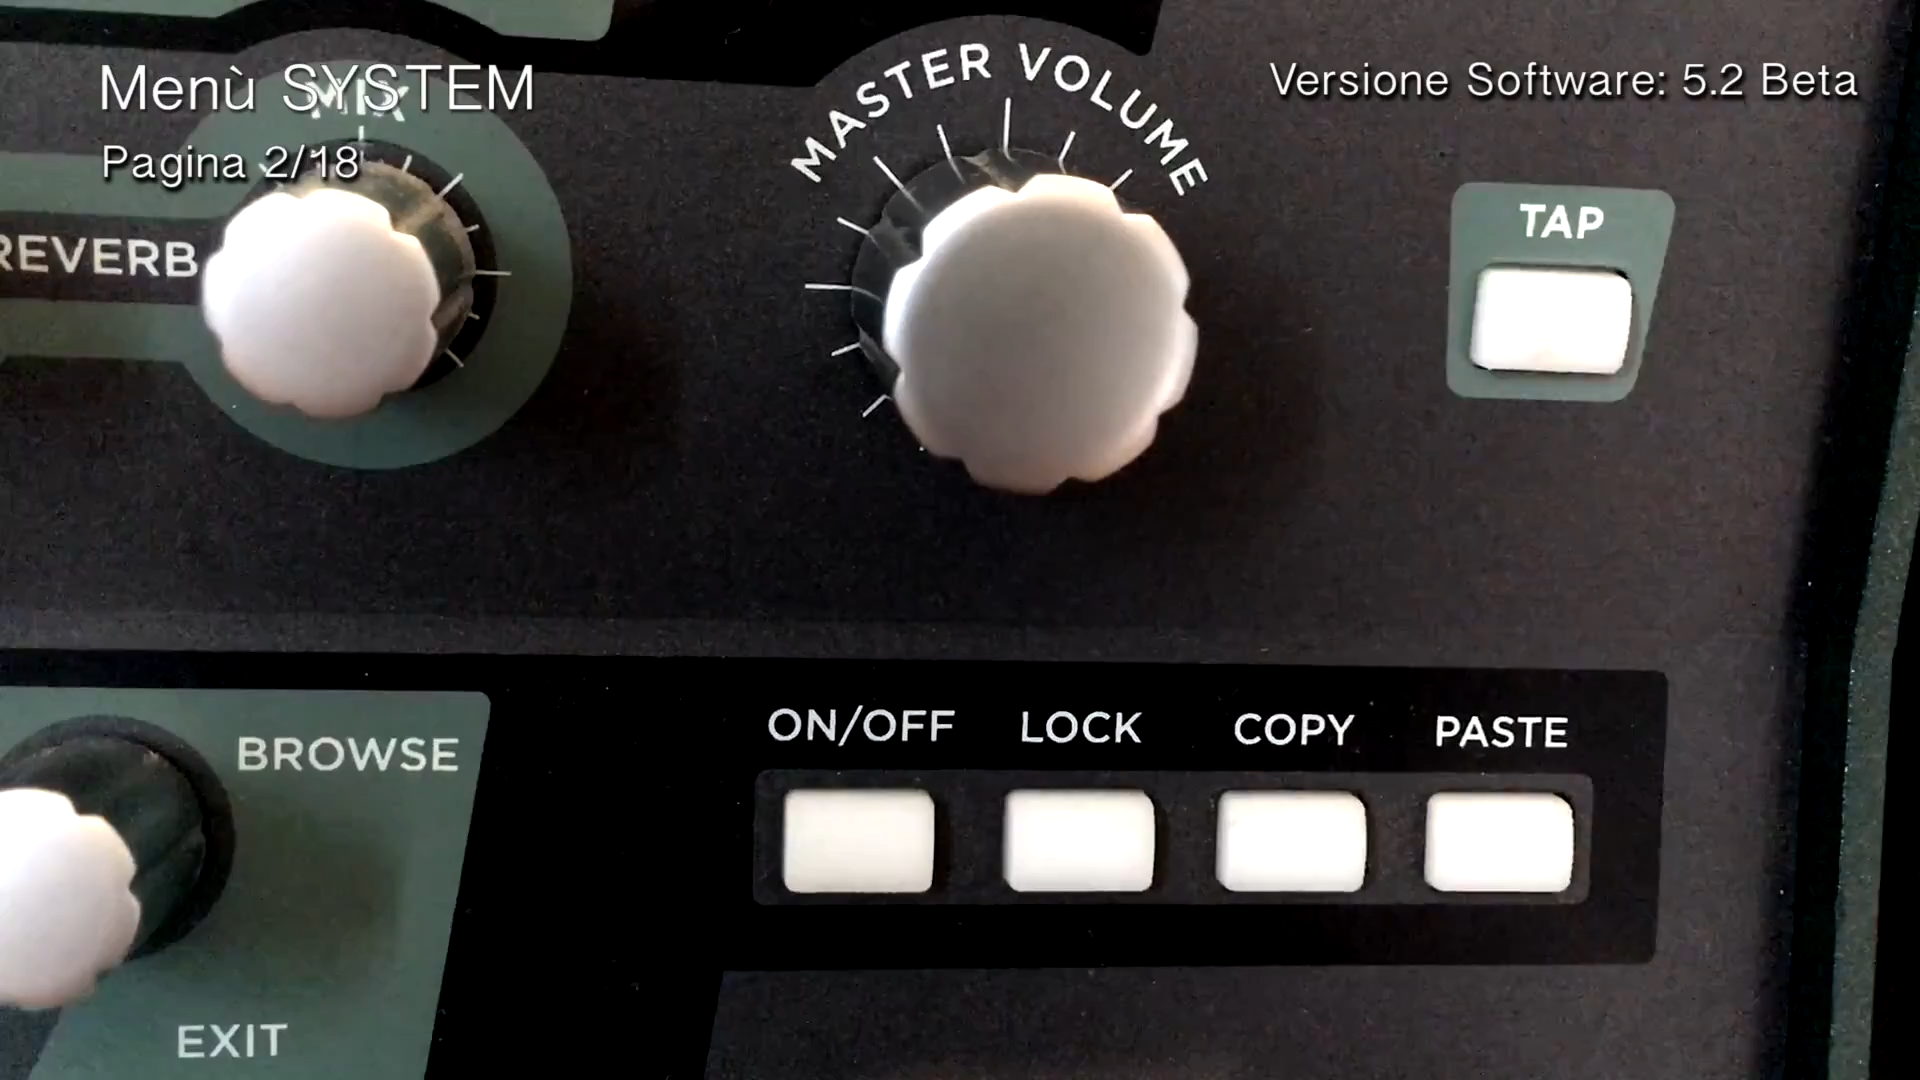 Menù SYSTEM
Pagina 2/18
Versione Software: 5.2 Beta
MIX
REVERB
MASTER VOLUME
TAP
ON/OFF
LOCK
COPY
PASTE
BROWSE
EXIT